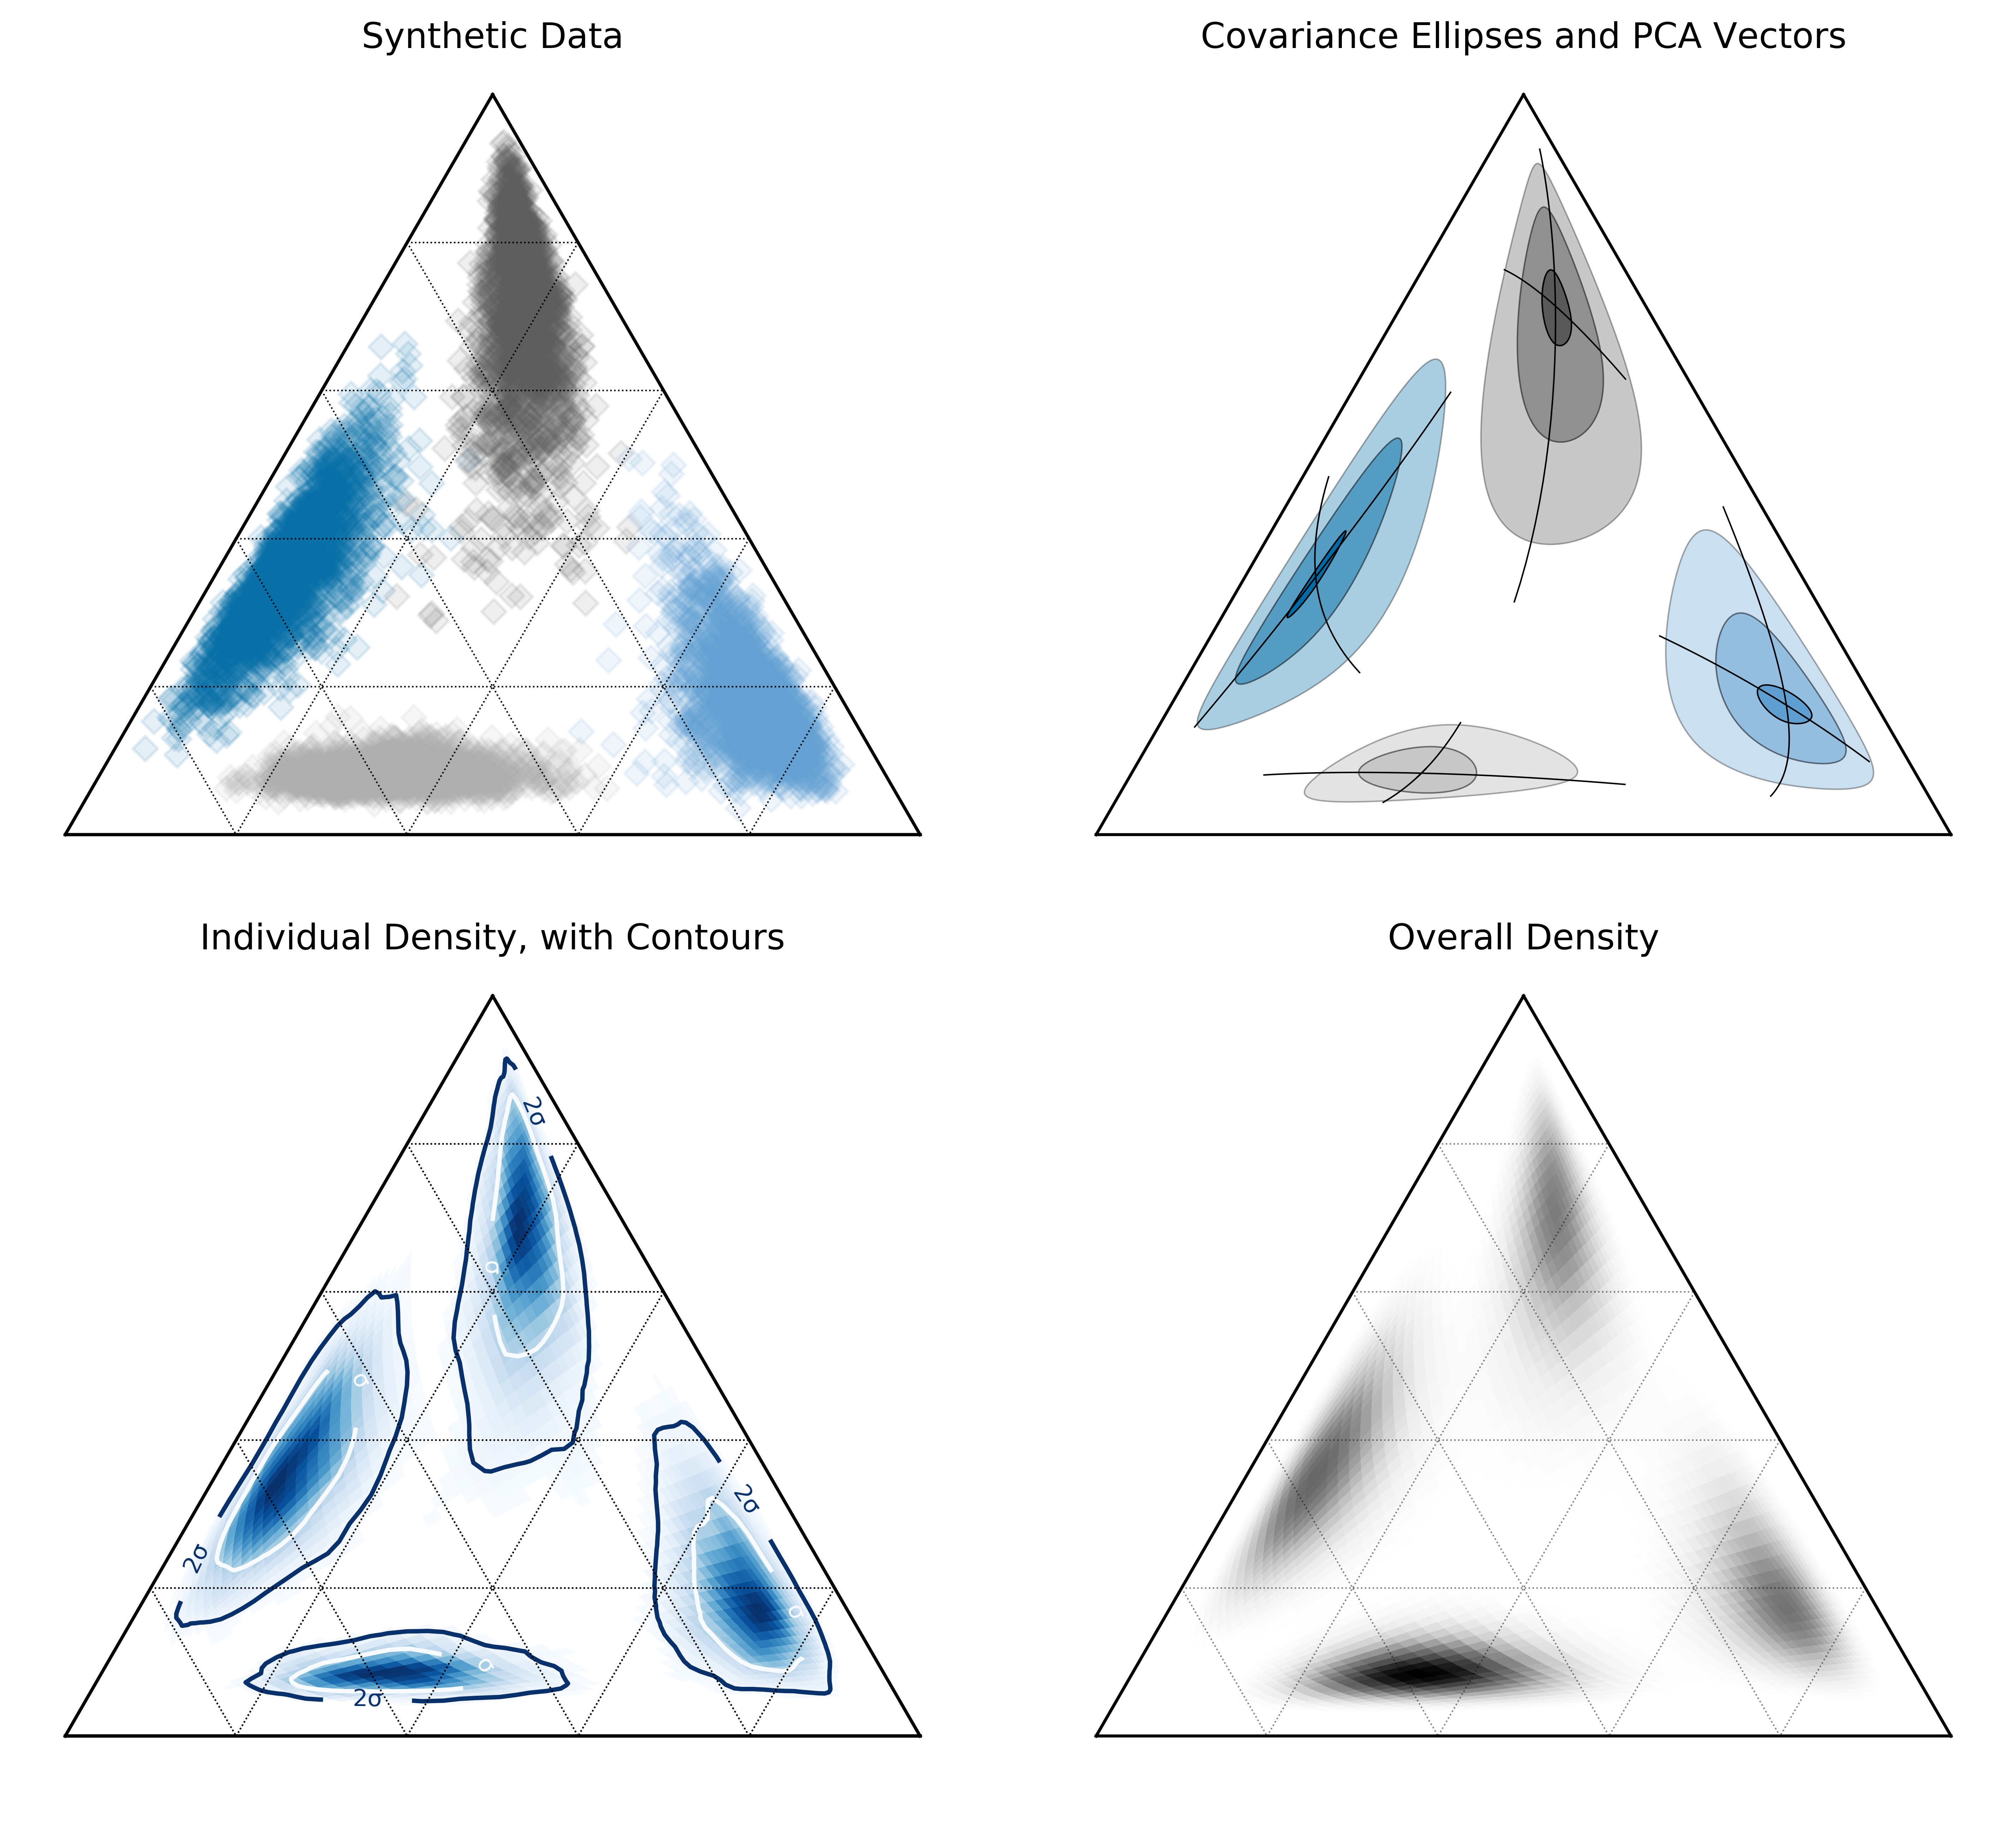 Synthetic Data
Covariance Ellipses and PCA Vectors
Individual Density, with Contours
Overall Density
2σ
σ
σ
2σ
2σ
σ
σ
2σ